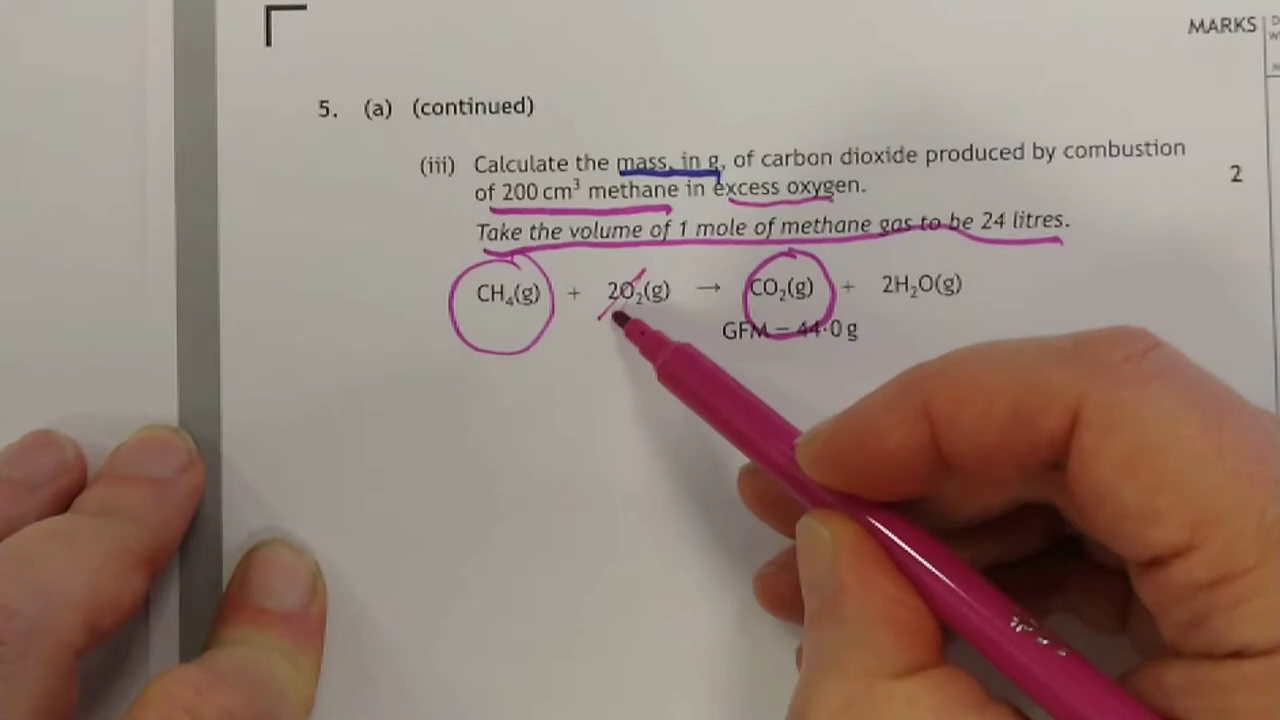 MARKS
5. (a) (continued)
(iii) Calculate the mass, in g, of carbon dioxide produced by combustion
of 200 cm³ methane in excess oxygen.
2
Take the volume of 1 mole of methane gas to be 24 litres.
CH₄(g) + 2O₂(g) → CO₂(g) + 2H₂O(g)
GFM = 44·0 g